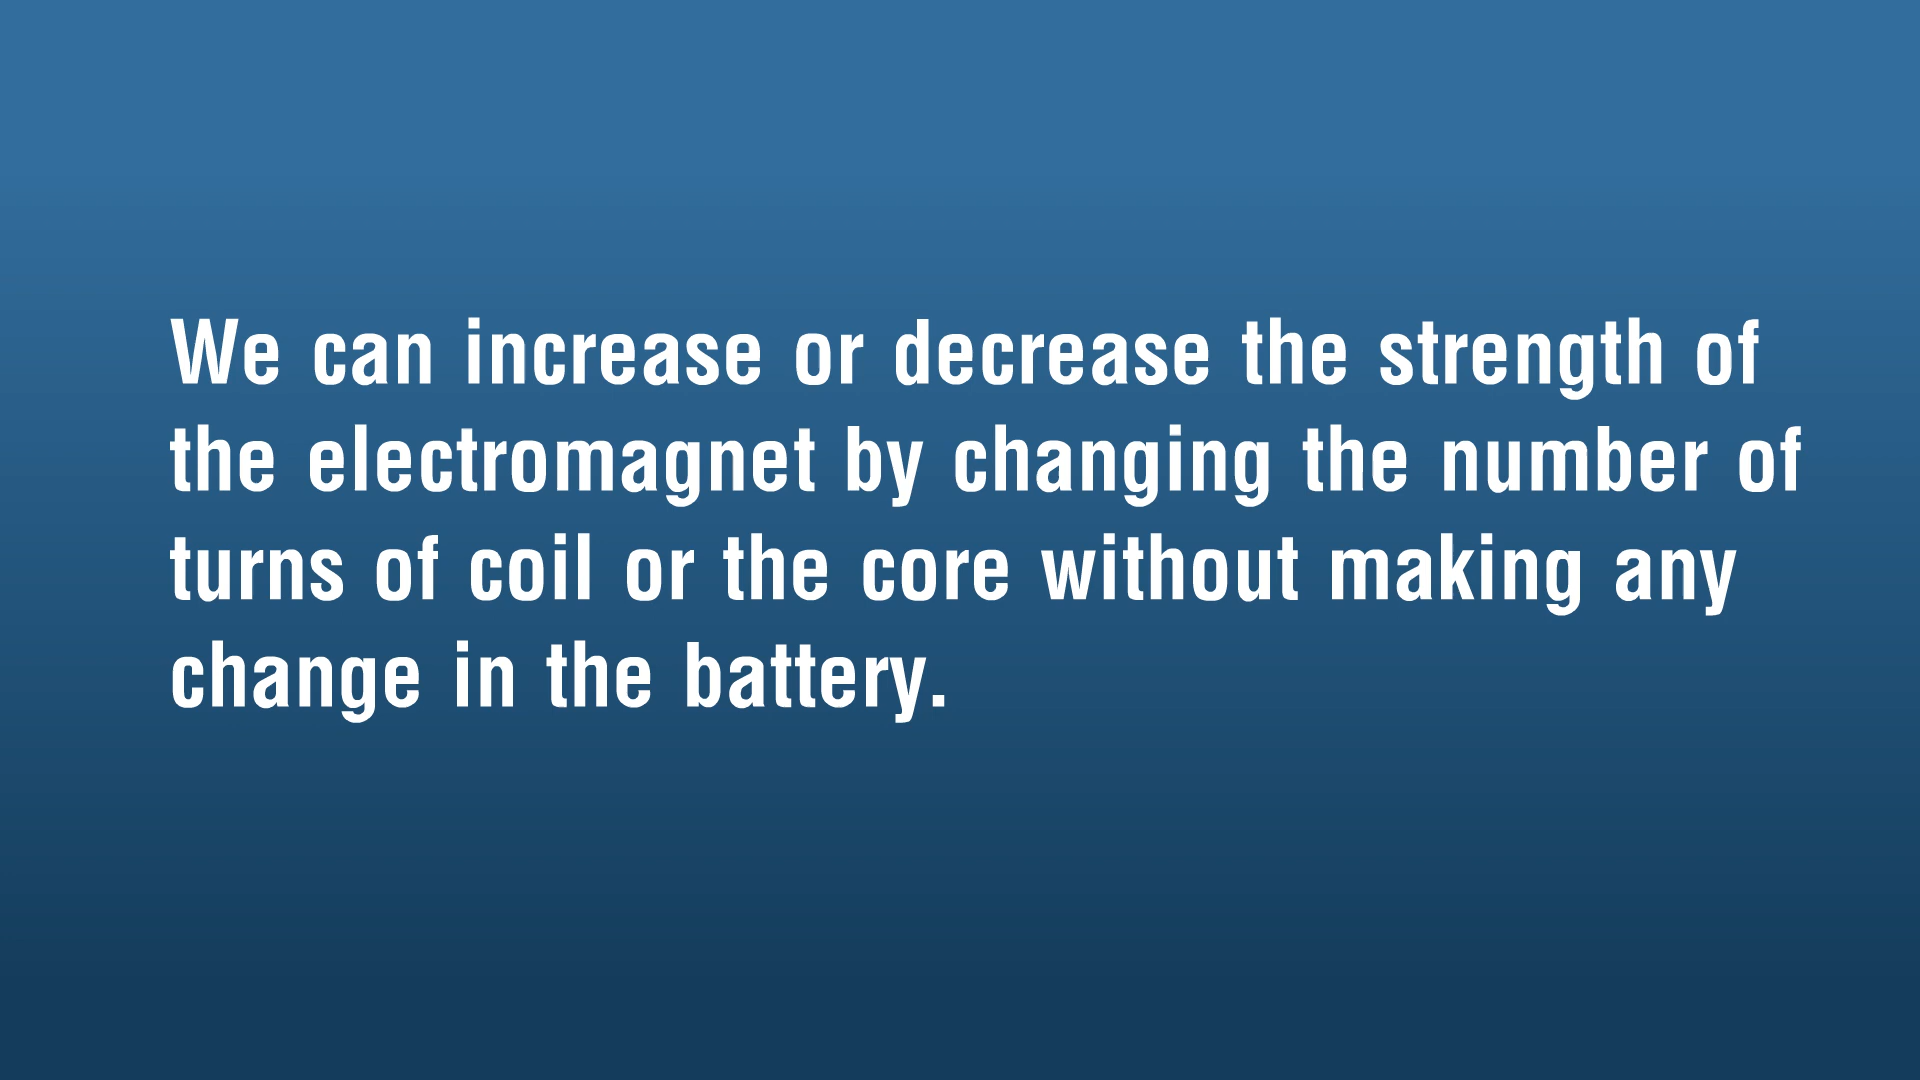 We can increase or decrease the strength of
the electromagnet by changing the number of
turns of coil or the core without making any
change in the battery.